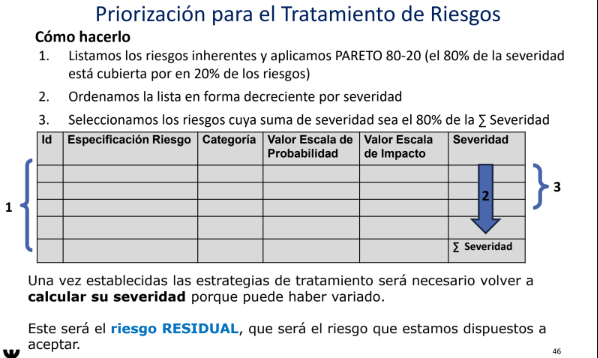 Priorización para el Tratamiento de Riesgos
Cómo hacerlo
1. Listamos los riesgos inherentes y aplicamos PARETO 80-20 (el 80% de la severidad
está cubierta por en 20% de los riesgos)
2. Ordenamos la lista en forma decreciente por severidad
3. Seleccionamos los riesgos cuya suma de severidad sea el 80% de la ∑ Severidad
Id Especificación Riesgo Categoría Valor Escala de Probabilidad Valor Escala de Impacto Severidad
1
2
3
∑ Severidad
Una vez establecidas las estrategias de tratamiento será necesario volver a
calcular su severidad porque puede haber variado.
Este será el riesgo RESIDUAL, que será el riesgo que estamos dispuestos a
aceptar.
46